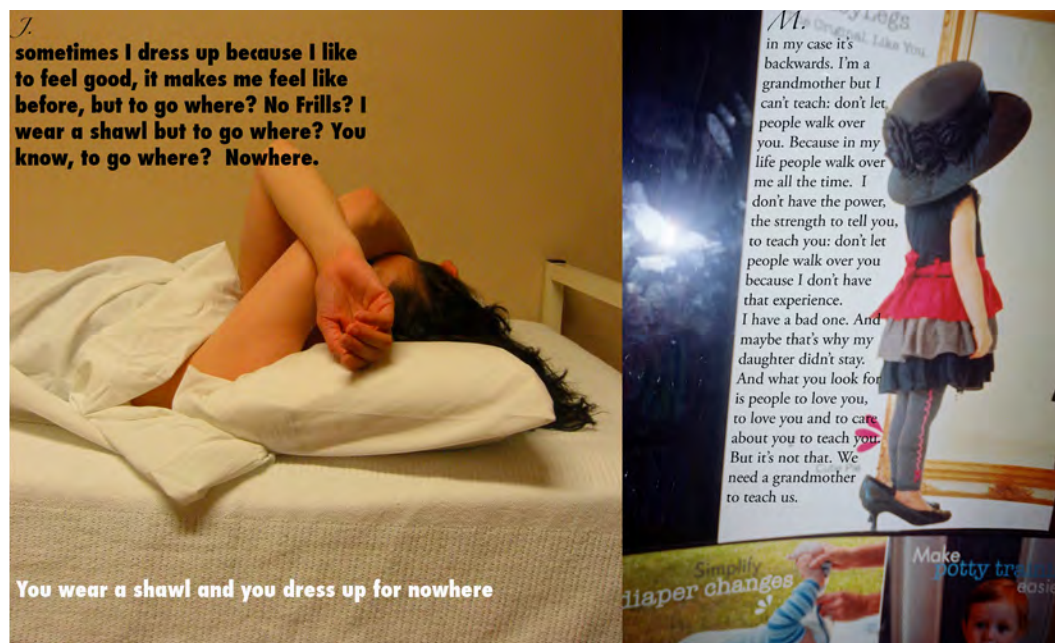 J.
sometimes I dress up because I like
to feel good, it makes me feel like
before, but to go where? No Frills? I
wear a shawl but to go where? You
know, to go where?  Nowhere.
You wear a shawl and you dress up for nowhere
M.
in my case it's
backwards. I'm a
grandmother but I
can't teach: don't let
people walk over
you. Because in my
life people walk over
me all the time.  I
don't have the power,
the strength to tell you,
to teach you: don't let
people walk over you
because I don't have
that experience.
I have a bad one. And
maybe that's why my
daughter didn't stay.
And what you look for
is people to love you,
to love you and to care
about you to teach you.
But it's not that. We
need a grandmother
to teach us.
Legs
Original. Like You.
Cutie Pie
Simplify
diaper changes
Make
potty
easie